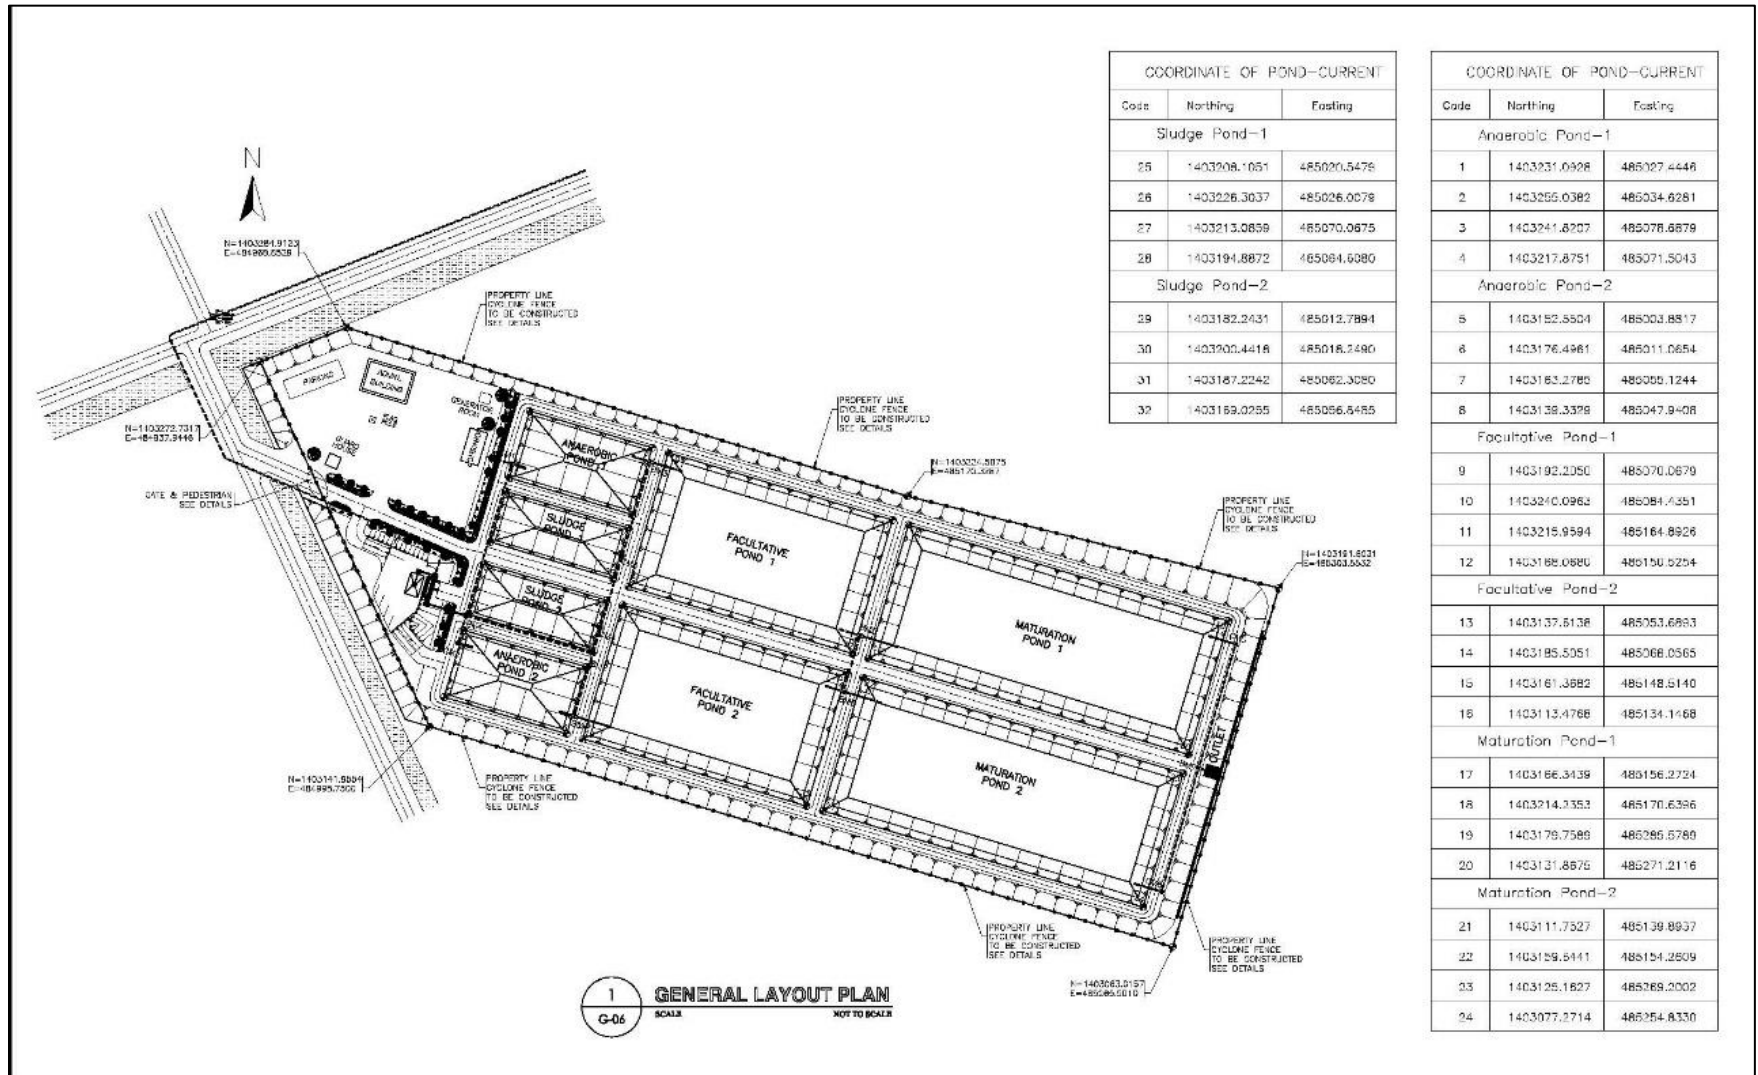 N
PROPERTY LINE
CYCLONE FENCE
TO BE CONSTRUCTED
SEE DETAILS
PARKING
ADMIN.
BUILDING
GENERATOR
ROOM
GUARD
HOUSE
GATE & PEDESTRIAN
SEE DETAILS
ANAEROBIC
POND 1
SLUDGE
POND
SLUDGE
POND 2
ANAEROBIC
POND 2
FACULTATIVE
POND 1
FACULTATIVE
POND 2
PROPERTY LINE
CYCLONE FENCE
TO BE CONSTRUCTED
SEE DETAILS
PROPERTY LINE
CYCLONE FENCE
TO BE CONSTRUCTED
SEE DETAILS
MATURATION
POND 1
MATURATION
POND 2
OUTLET
PROPERTY LINE
CYCLONE FENCE
TO BE CONSTRUCTED
SEE DETAILS
PROPERTY LINE
CYCLONE FENCE
TO BE CONSTRUCTED
SEE DETAILS
PROPERTY LINE
CYCLONE FENCE
TO BE CONSTRUCTED
SEE DETAILS
1
G-06
GENERAL LAYOUT PLAN
SCALE NOT TO SCALE
COORDINATE OF POND-CURRENT
Code Northing Easting
Sludge Pond-1
25 1403208.1051 485020.5479
26 1403226.3037 485026.0079
27 1403213.0859 485070.0675
28 1403194.8872 485064.6080
Sludge Pond-2
29 1403182.2431 485012.7894
30 1403200.4418 485018.2490
31 1403187.2242 485062.3080
32 1403169.0255 485056.8485
COORDINATE OF POND-CURRENT
Code Northing Easting
Anaerobic Pond-1
1 1403231.0928 485027.4446
2 1403255.0382 485034.6281
3 1403241.8207 485078.6879
4 1403217.8751 485071.5043
Anaerobic Pond-2
5 1403152.5504 485003.8817
6 1403176.4961 485011.0654
7 1403163.2785 485055.1244
8 1403139.3329 485047.9408
Facultative Pond-1
9 1403192.2050 485070.0679
10 1403240.0963 485084.4351
11 1403215.9594 485164.8926
12 1403168.0680 485150.5254
Facultative Pond-2
13 1403137.6138 485053.6893
14 1403185.5051 485068.0565
15 1403161.3682 485148.5140
16 1403113.4768 485134.1468
Maturation Pond-1
17 1403166.3439 485156.2724
18 1403214.2353 485170.6396
19 1403179.7589 485285.5789
20 1403131.8675 485271.2116
Maturation Pond-2
21 1403111.7527 485139.8937
22 1403159.6441 485154.2609
23 1403125.1627 485269.2002
24 1403077.2714 485254.8330